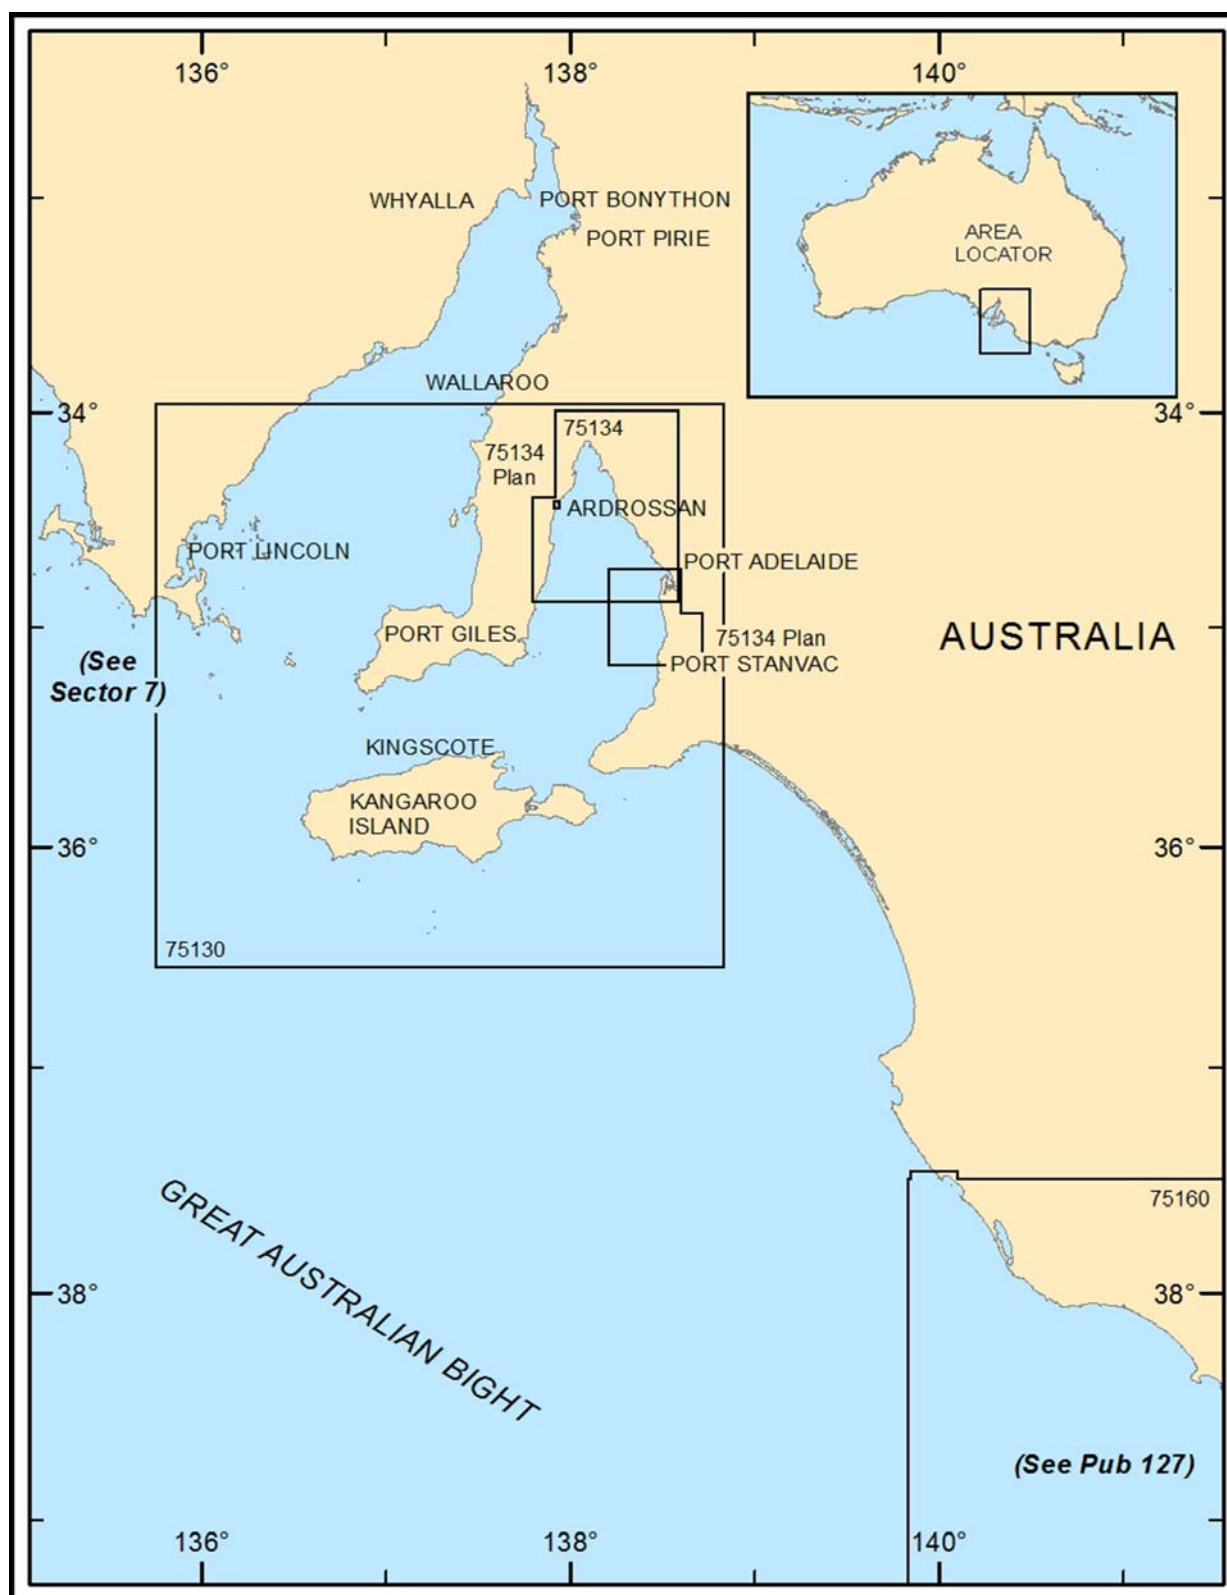 136°
138°
140°
WHYALLA
PORT BONYTHON
PORT PIRIE
AREA
LOCATOR
WALLAROO
34°
34°
75134
75134
Plan
ARDROSSAN
PORT LINCOLN
PORT ADELAIDE
PORT GILES
75134 Plan
AUSTRALIA
(See
Sector 7)
PORT STANVAC
KINGSCOTE
KANGAROO
ISLAND
36°
36°
75130
75160
GREAT AUSTRALIAN BIGHT
38°
38°
(See Pub 127)
136°
138°
140°